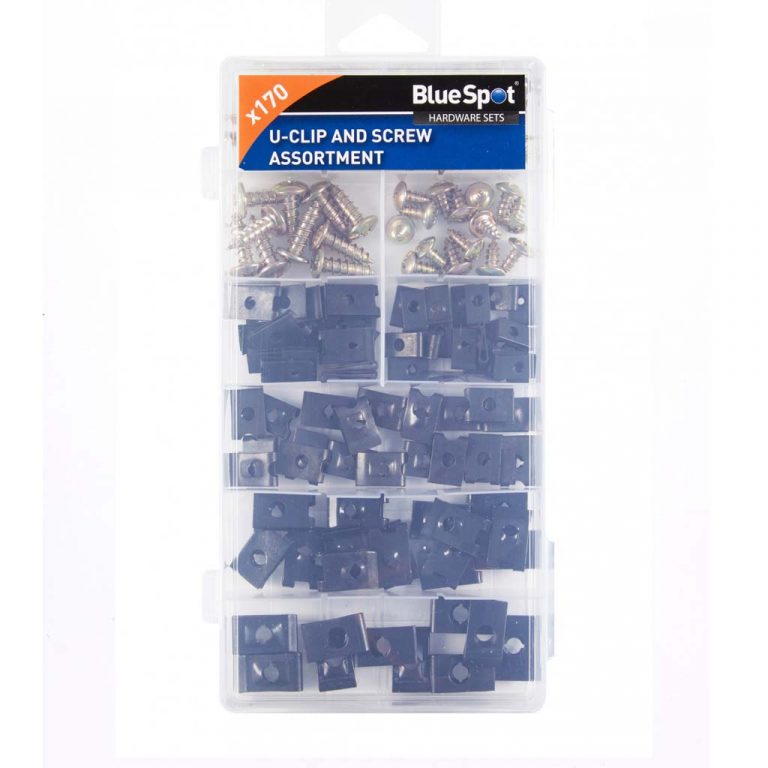 x170
BlueSpot®
HARDWARE SETS
U-CLIP AND SCREW
ASSORTMENT